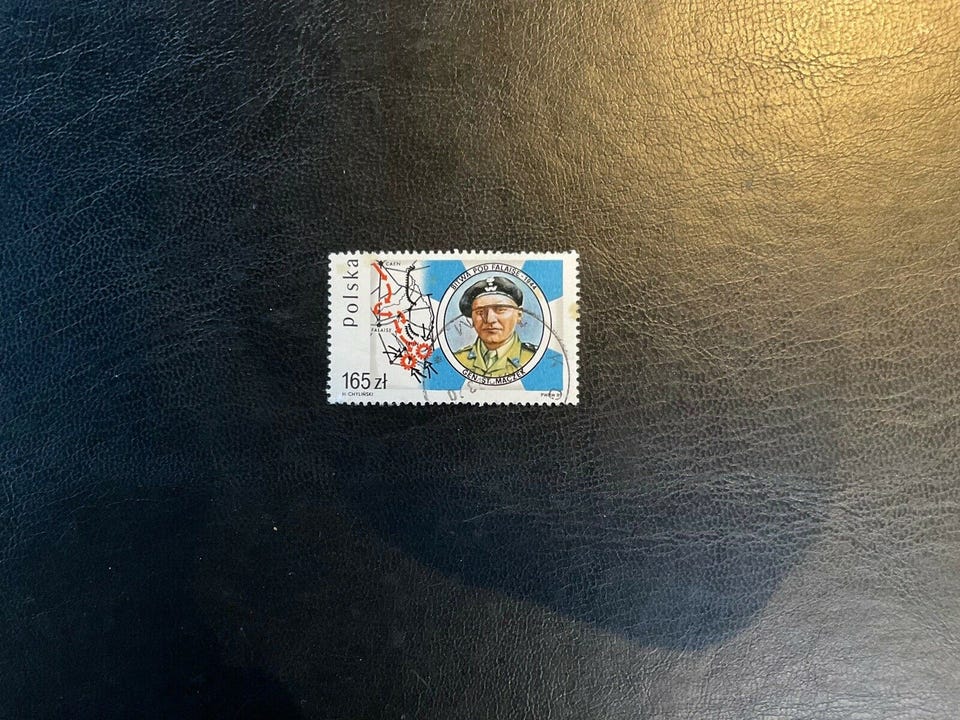 Polska
CAEN
FALAISE
BITWA POD FALAISE - 1944
GEN. ST. MACZEK
165 zł
H. CHYLIŃSKI